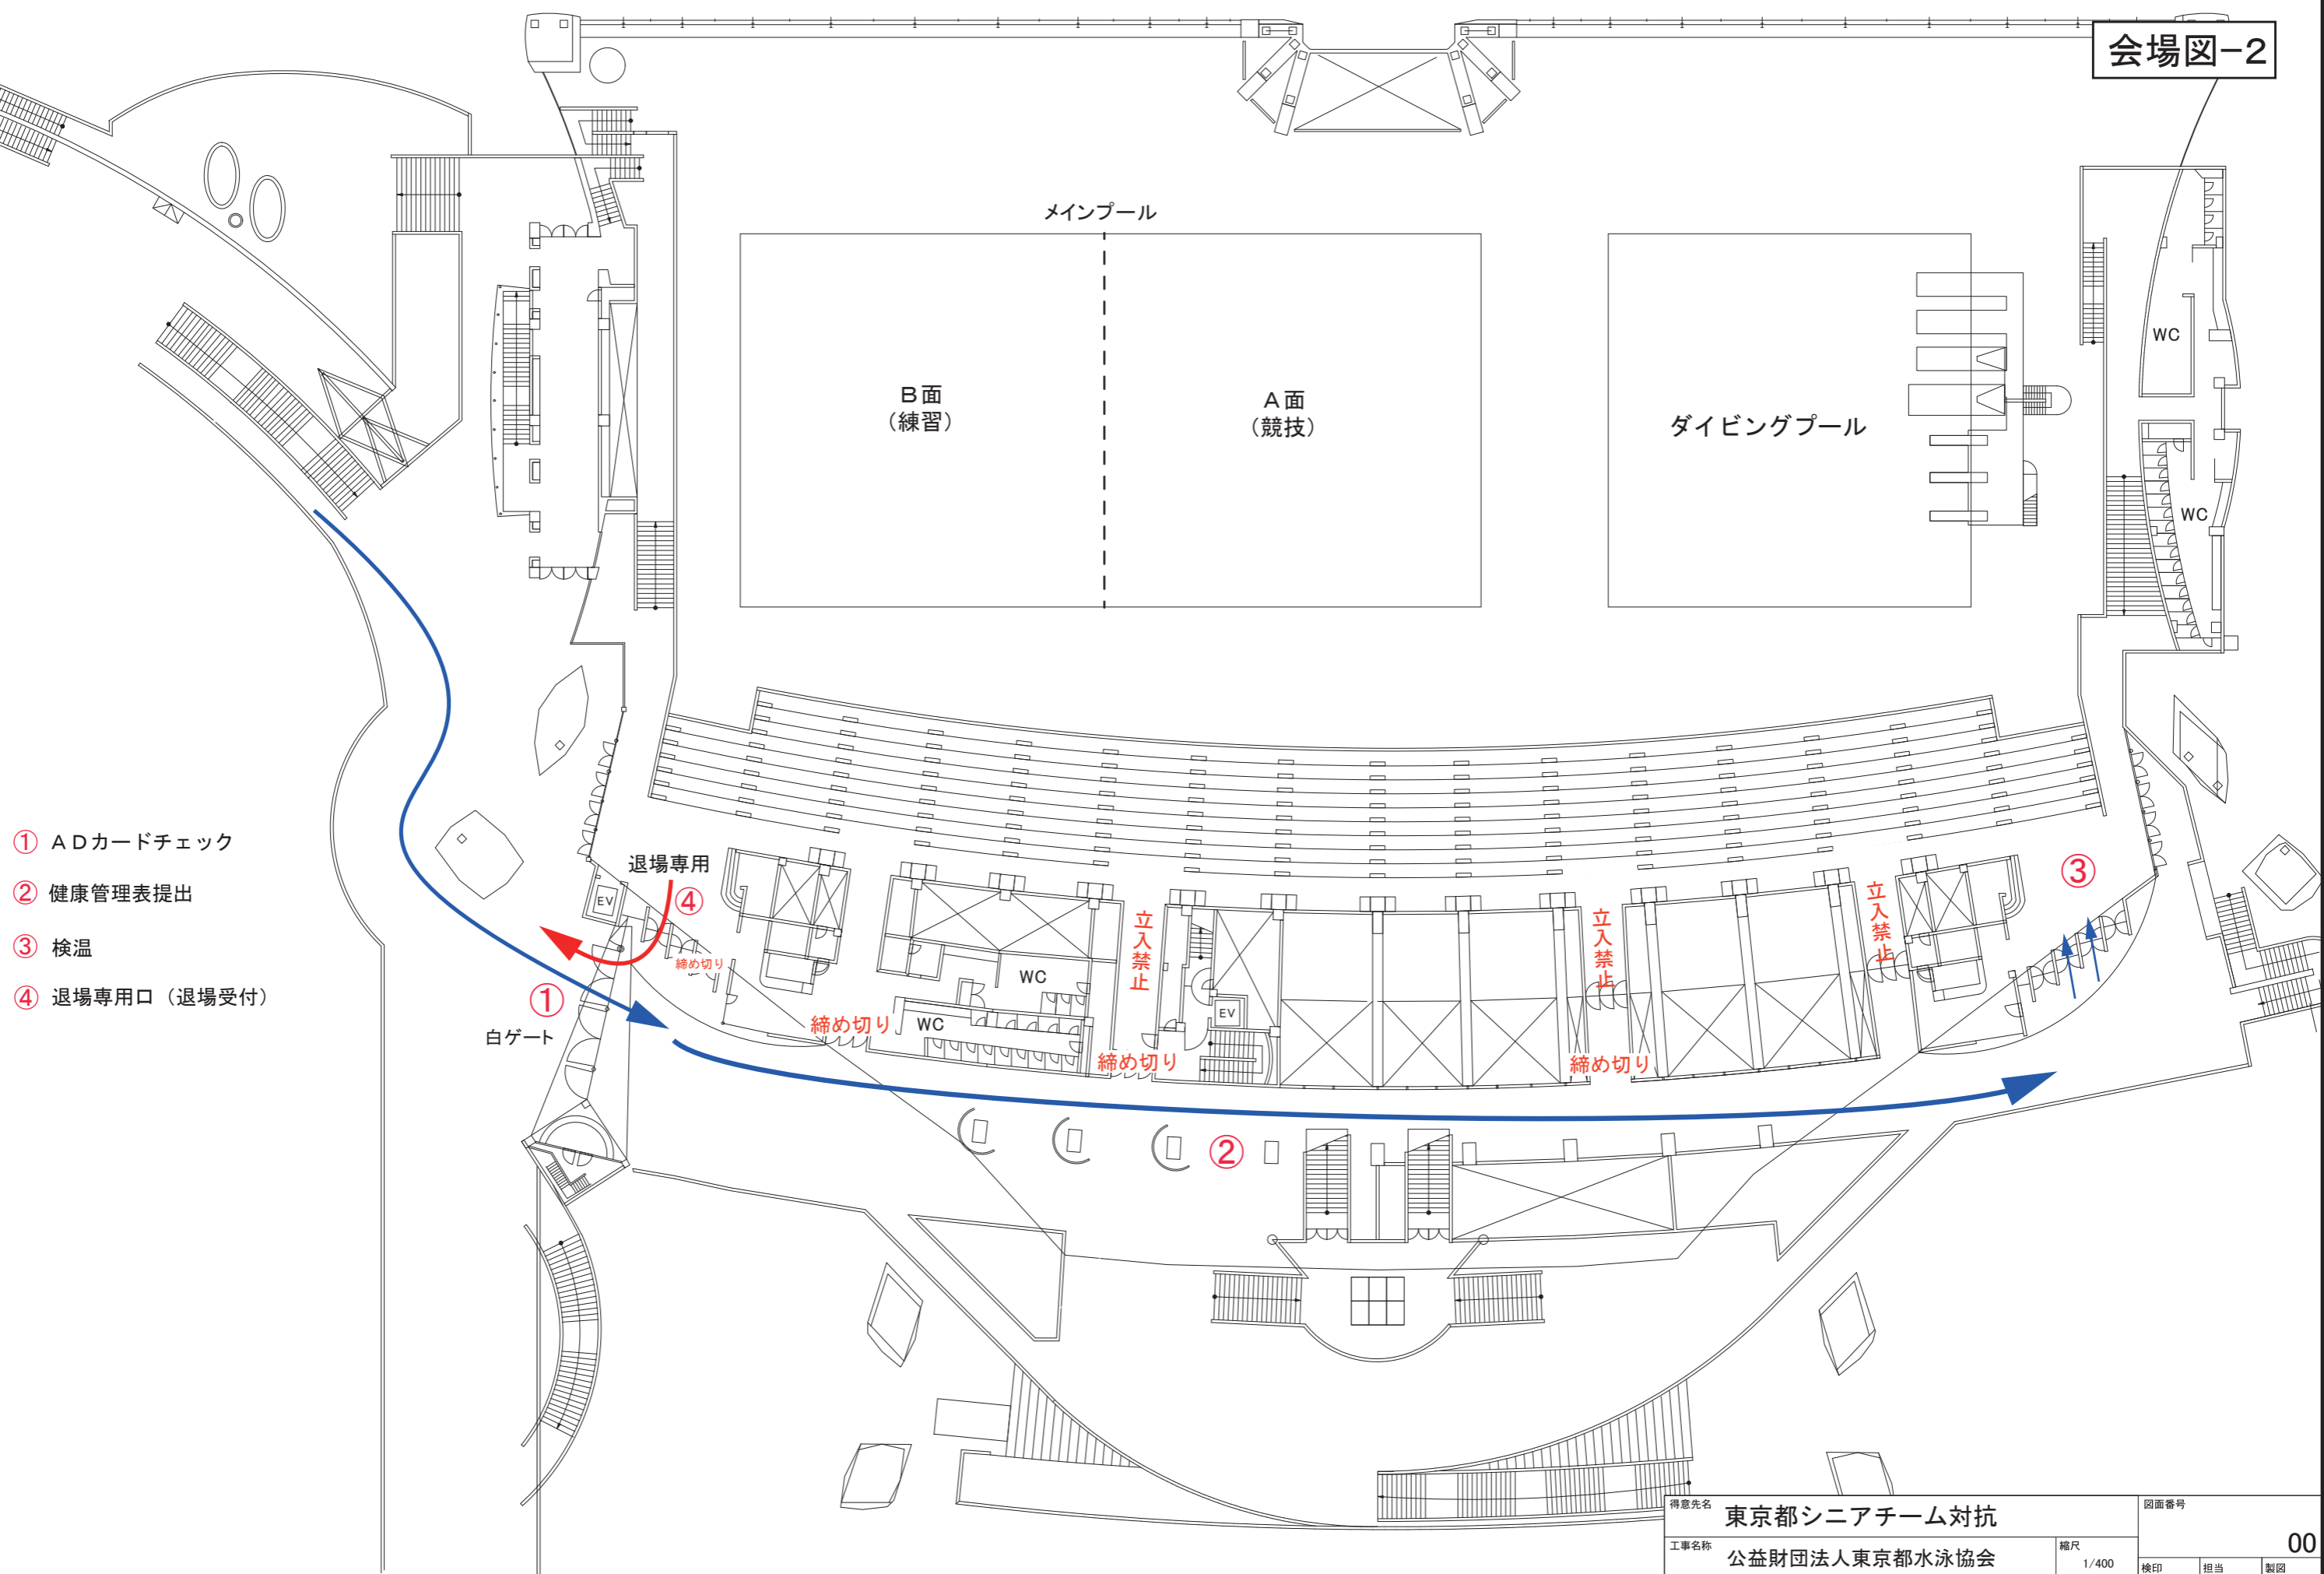 会場図-2
メインプール
B面
（練習）
A面
（競技）
ダイビングプール
WC
WC
① ADカードチェック
② 健康管理表提出
③ 検温
④ 退場専用口（退場受付）
退場専用
④
EV
締め切り
①
白ゲート
締め切り
WC
WC
立入禁止
締め切り
EV
立入禁止
締め切り
立入禁止
③
②
得意先名
東京都シニアチーム対抗
図面番号
00
工事名称
公益財団法人東京都水泳協会
縮尺
1/400
検印
担当
製図